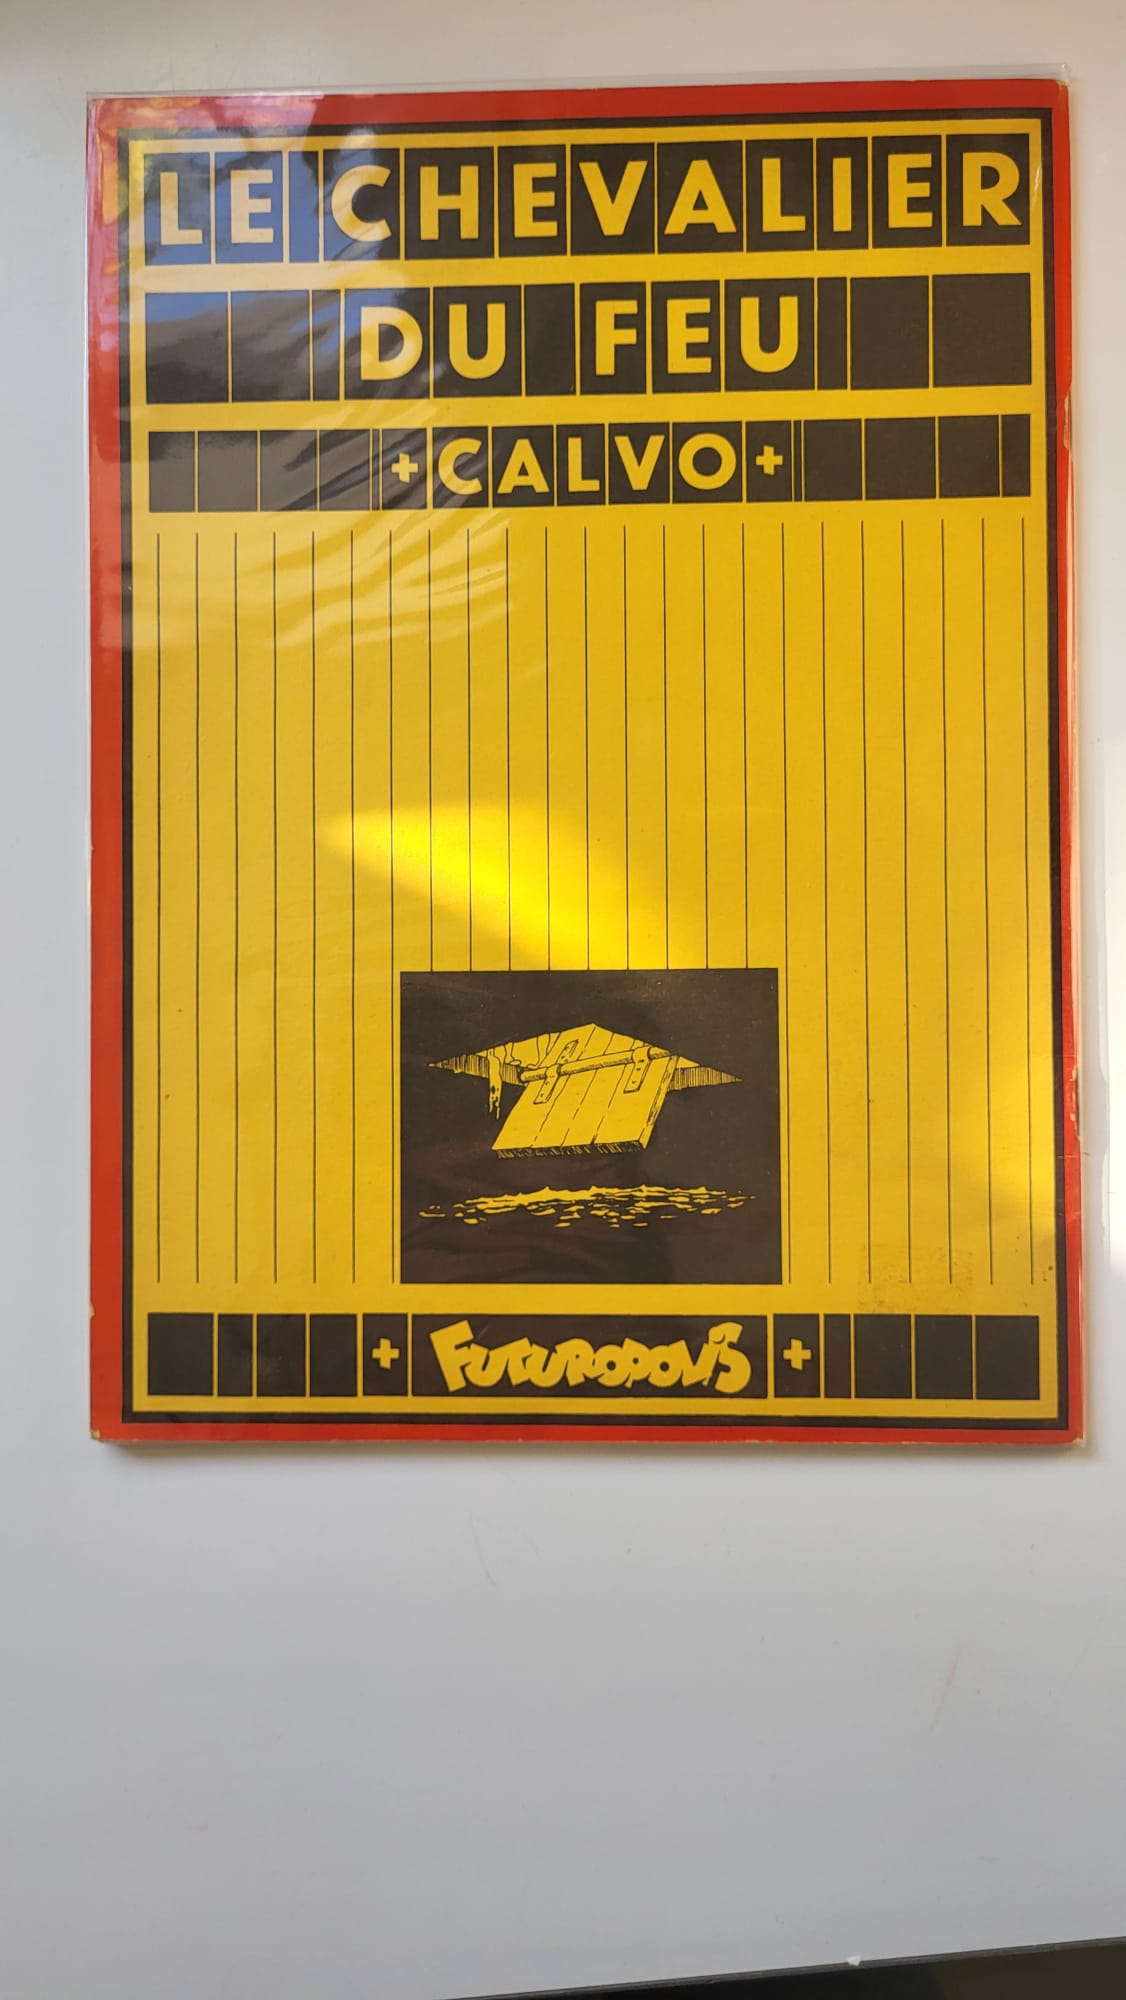 LE CHEVALIER
DU FEU
+ CALVO +
+ FUTUROPOLIS +